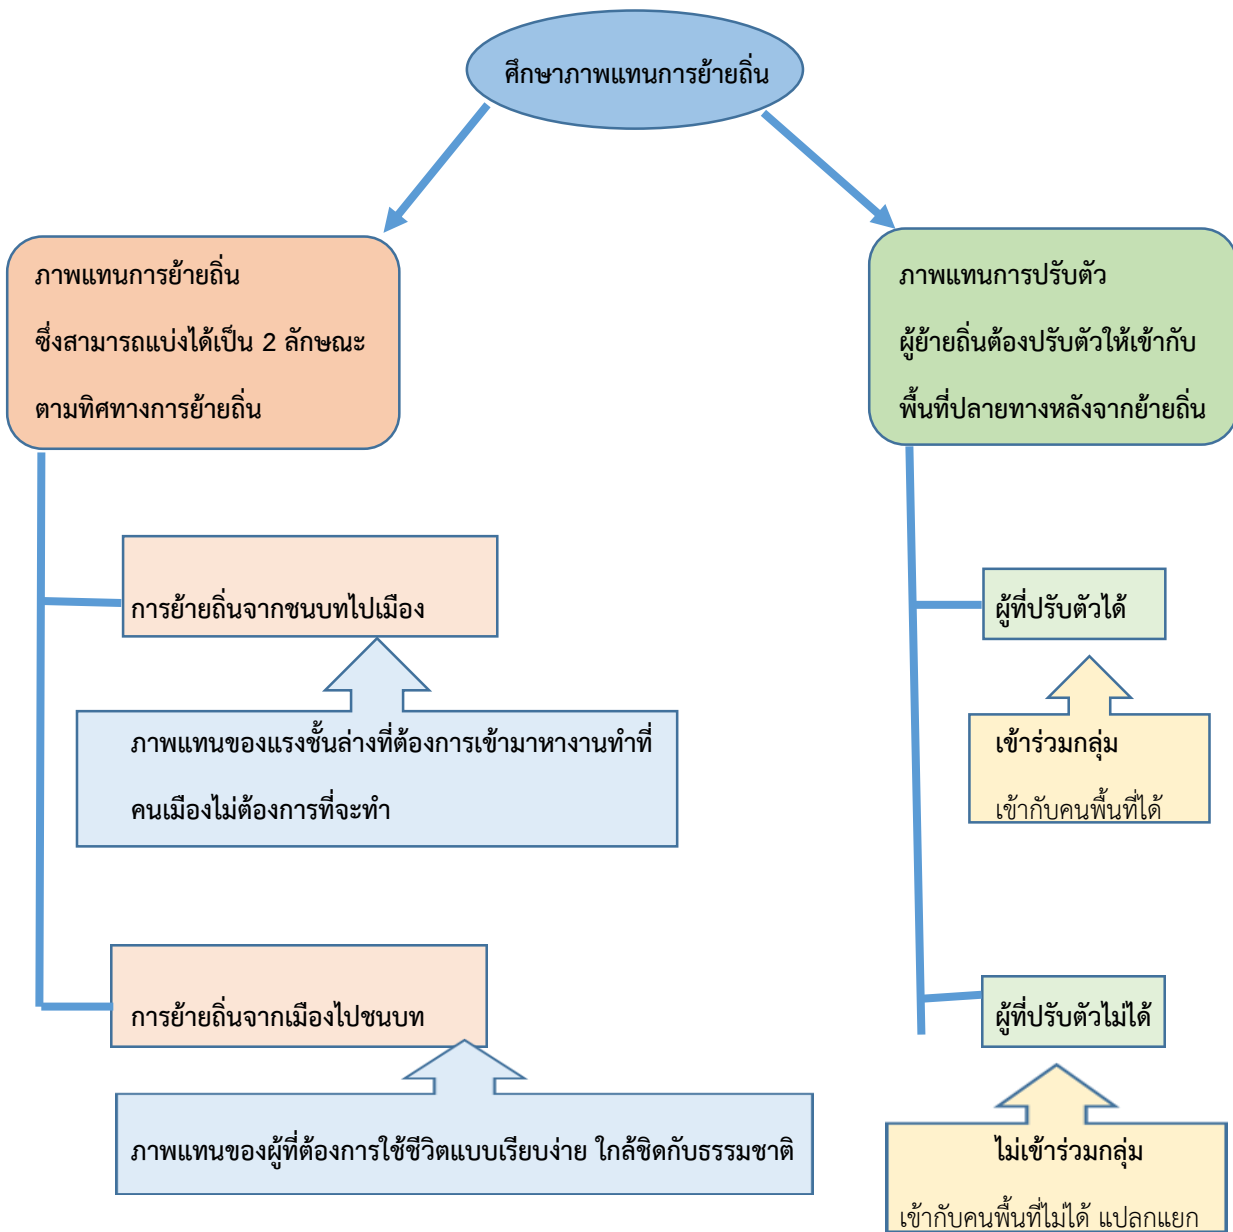 ศึกษาภาพแทนการย้ายถิ่น
ภาพแทนการย้ายถิ่น
ซึ่งสามารถแบ่งได้เป็น 2 ลักษณะ
ตามทิศทางการย้ายถิ่น
การย้ายถิ่นจากชนบทไปเมือง
ภาพแทนของแรงชั้นล่างที่ต้องการเข้ามาหางานทำที่
คนเมืองไม่ต้องการที่จะทำ
การย้ายถิ่นจากเมืองไปชนบท
ภาพแทนของผู้ที่ต้องการใช้ชีวิตแบบเรียบง่าย ใกล้ชิดกับธรรมชาติ
ภาพแทนการปรับตัว
ผู้ย้ายถิ่นต้องปรับตัวให้เข้ากับ
พื้นที่ปลายทางหลังจากย้ายถิ่น
ผู้ที่ปรับตัวได้
เข้าร่วมกลุ่ม
เข้ากับคนพื้นที่ได้
ผู้ที่ปรับตัวไม่ได้
ไม่เข้าร่วมกลุ่ม
เข้ากับคนพื้นที่ไม่ได้ แปลกแยก